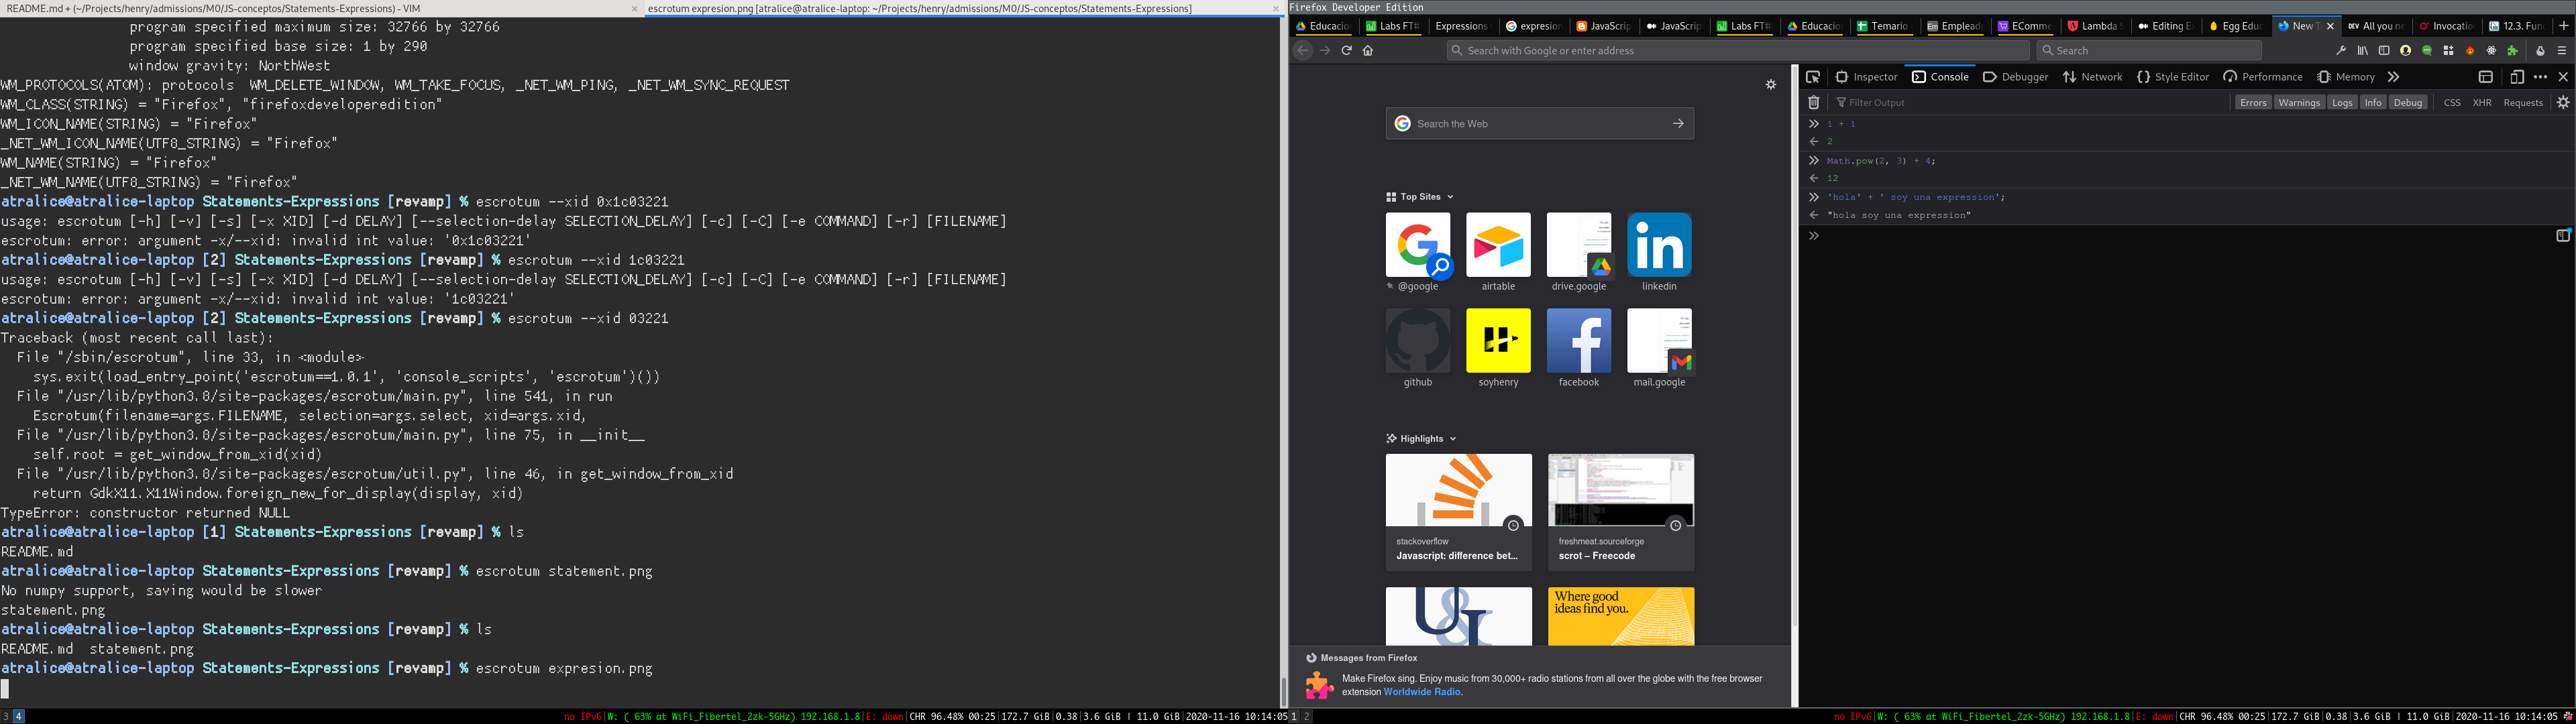 README.md + (~/Projects/henry/admissions/M0/JS-conceptos/Statements-Expressions) - VIM
escrotum expresion.png [atralice@atralice-laptop: ~/Projects/henry/admissions/M0/JS-conceptos/Statements-Expressions]
program specified maximum size: 32766 by 32766
program specified base size: 1 by 290
window gravity: NorthWest
WM_PROTOCOLS(ATOM): protocols  WM_DELETE_WINDOW, WM_TAKE_FOCUS, _NET_WM_PING, _NET_WM_SYNC_REQUEST
WM_CLASS(STRING) = "Firefox", "firefoxdeveloperedition"
WM_ICON_NAME(STRING) = "Firefox"
_NET_WM_ICON_NAME(UTF8_STRING) = "Firefox"
WM_NAME(STRING) = "Firefox"
_NET_WM_NAME(UTF8_STRING) = "Firefox"
atralice@atralice-laptop Statements-Expressions [revamp] % escrotum --xid 0x1c03221
usage: escrotum [-h] [-v] [-s] [-x XID] [-d DELAY] [--selection-delay SELECTION_DELAY] [-c] [-C] [-e COMMAND] [-r] [FILENAME]
escrotum: error: argument -x/--xid: invalid int value: '0x1c03221'
atralice@atralice-laptop [2] Statements-Expressions [revamp] % escrotum --xid 1c03221
usage: escrotum [-h] [-v] [-s] [-x XID] [-d DELAY] [--selection-delay SELECTION_DELAY] [-c] [-C] [-e COMMAND] [-r] [FILENAME]
escrotum: error: argument -x/--xid: invalid int value: '1c03221'
atralice@atralice-laptop [2] Statements-Expressions [revamp] % escrotum --xid 03221
Traceback (most recent call last):
File "/sbin/escrotum", line 33, in <module>
sys.exit(load_entry_point('escrotum==1.0.1', 'console_scripts', 'escrotum')())
File "/usr/lib/python3.8/site-packages/escrotum/main.py", line 541, in run
Escrotum(filename=args.FILENAME, selection=args.select, xid=args.xid,
File "/usr/lib/python3.8/site-packages/escrotum/main.py", line 75, in __init__
self.root = get_window_from_xid(xid)
File "/usr/lib/python3.8/site-packages/escrotum/util.py", line 46, in get_window_from_xid
return GdkX11.X11Window.foreign_new_for_display(display, xid)
TypeError: constructor returned NULL
atralice@atralice-laptop [1] Statements-Expressions [revamp] % ls
README.md
atralice@atralice-laptop Statements-Expressions [revamp] % escrotum statement.png
No numpy support, saving would be slower
statement.png
atralice@atralice-laptop Statements-Expressions [revamp] % ls
README.md  statement.png
atralice@atralice-laptop Statements-Expressions [revamp] % escrotum expresion.png
3 4
no IPv6|W: ( 63% at WiFi_Fibertel_2zk-5GHz) 192.168.1.8|E: down|CHR 96.48% 00:25|172.7 GiB|0.38|3.6 GiB | 11.0 GiB|2020-11-16 10:14:05
Firefox Developer Edition
Educacio Labs FT# Expressions expresion JavaScrip JavaScrip Labs FT# Educacio Temario Emplead EComme Lambda S Editing E Egg Educ New T All you ne Invocatio 12.3. Fun
Search with Google or enter address
Search
Search the Web
Top Sites
@google airtable drive.google linkedin
github soyhenry facebook mail.google
Highlights
stackoverflow
Javascript: difference bet...
freshmeat.sourceforge
scrot – Freecode
U&I
Where good
ideas find you.
Messages from Firefox
Make Firefox sing. Enjoy music from 30,000+ radio stations from all over the globe with the free browser
extension Worldwide Radio.
Inspector Console Debugger Network Style Editor Performance Memory
Filter Output
Errors Warnings Logs Info Debug CSS XHR Requests
1 + 1
2
Math.pow(2, 3) + 4;
12
'hola' + ' soy una expression';
"hola soy una expression"
1 2
no IPv6|W: ( 63% at WiFi_Fibertel_2zk-5GHz) 192.168.1.8|E: down|CHR 96.48% 00:25|172.7 GiB|0.38|3.6 GiB | 11.0 GiB|2020-11-16 10:14:05